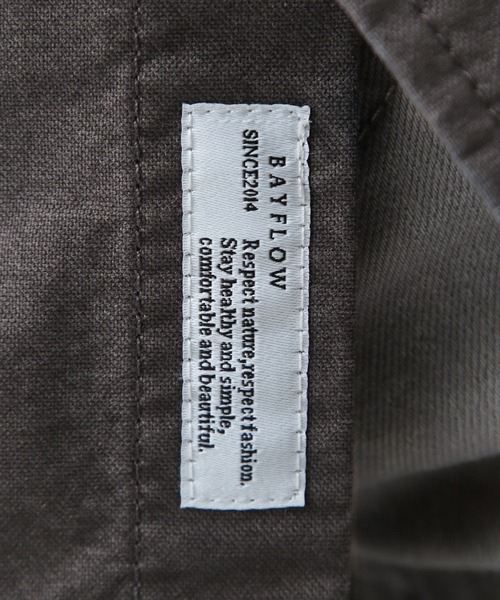 BAYFLOW
SINCE2014
Respect nature,respect fashion.
Stay healthy and simple,
comfortable and beautiful.